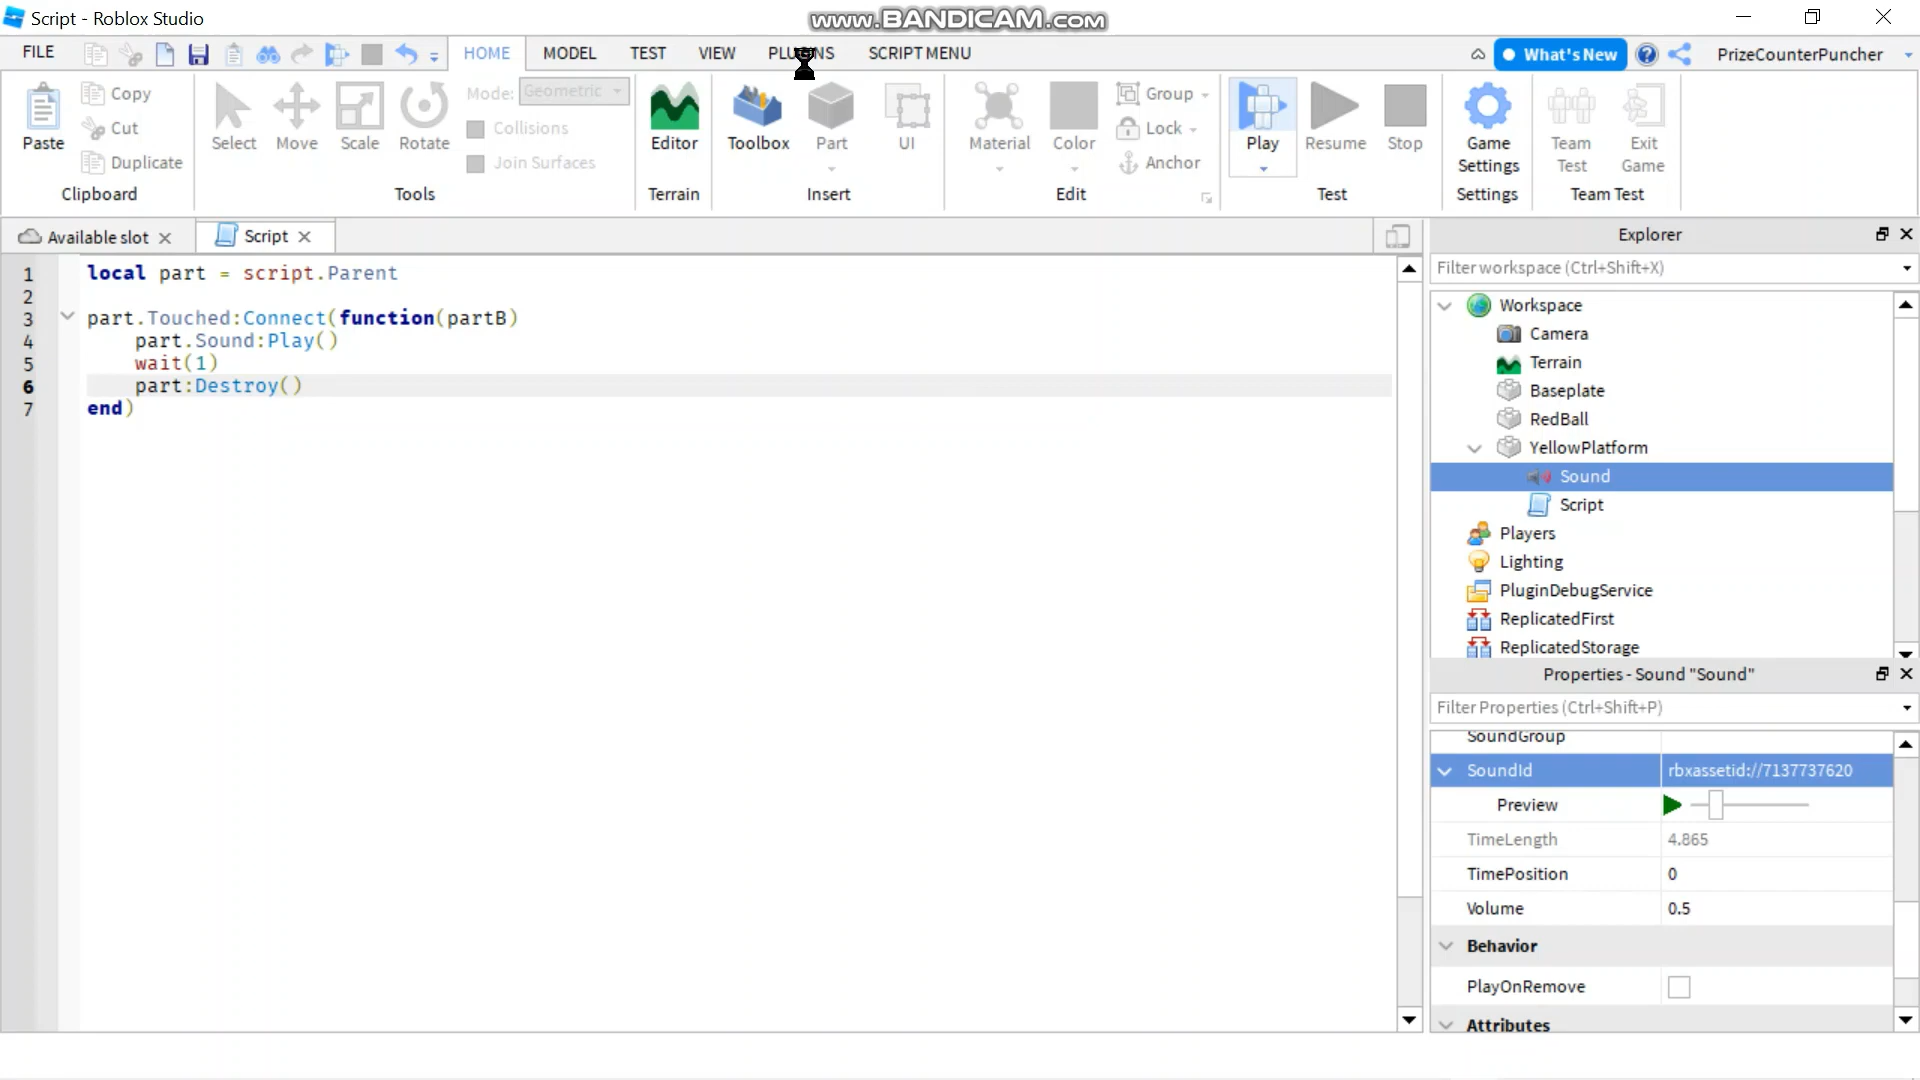 Script - Roblox Studio
www.BANDICAM.com
FILE
HOME
MODEL
TEST
VIEW
SCRIPT MENU
What's New
PrizeCounterPuncher
Paste
Copy
Cut
Duplicate
Clipboard
Select
Move
Scale
Rotate
Mode: Geometric
Collisions
Join Surfaces
Tools
Editor
Terrain
Toolbox
Part
UI
Insert
Material
Color
Group
Lock
Anchor
Edit
Play
Resume
Stop
Test
Game
Settings
Settings
Team
Test
Exit
Game
Team Test
Available slot
Script
1 local part = script.Parent
2
3 part.Touched:Connect(function(partB)
4 part.Sound:Play()
5 wait(1)
6 part:Destroy()
7 end)
Explorer
Filter workspace (Ctrl+Shift+X)
Workspace
Camera
Terrain
Baseplate
RedBall
YellowPlatform
Sound
Script
Players
Lighting
PluginDebugService
ReplicatedFirst
ReplicatedStorage
Properties - Sound "Sound"
Filter Properties (Ctrl+Shift+P)
SoundGroup
SoundId rbxassetid://7137737620
Preview
TimeLength 4.865
TimePosition 0
Volume 0.5
Behavior
PlayOnRemove
Attributes